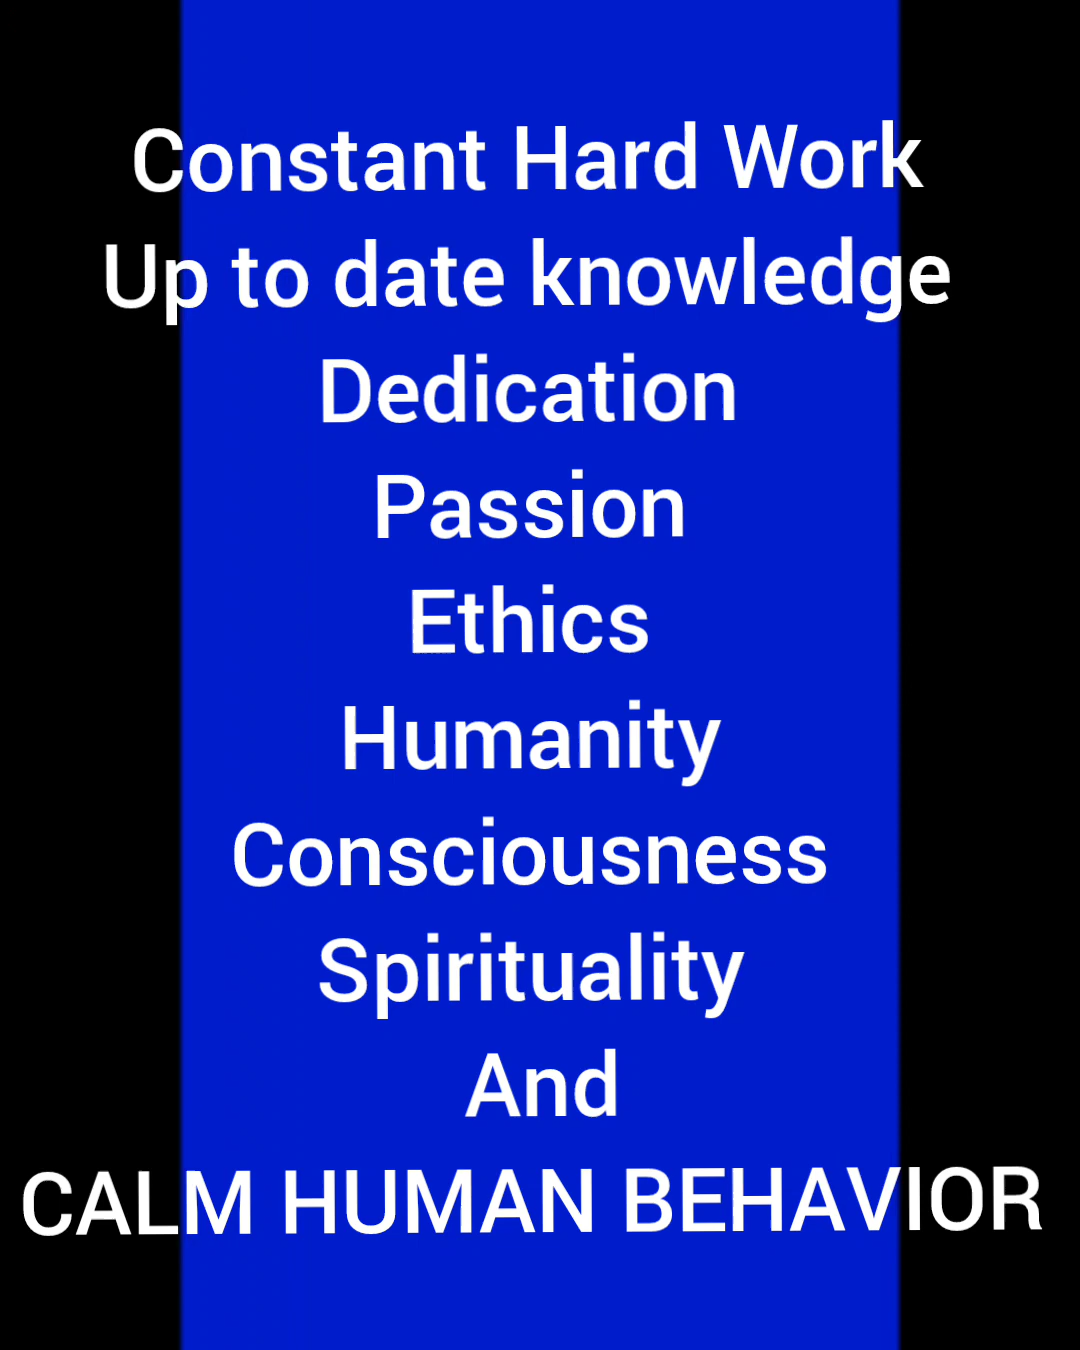 Constant Hard Work
Up to date knowledge
Dedication
Passion
Ethics
Humanity
Consciousness
Spirituality
And
CALM HUMAN BEHAVIOR